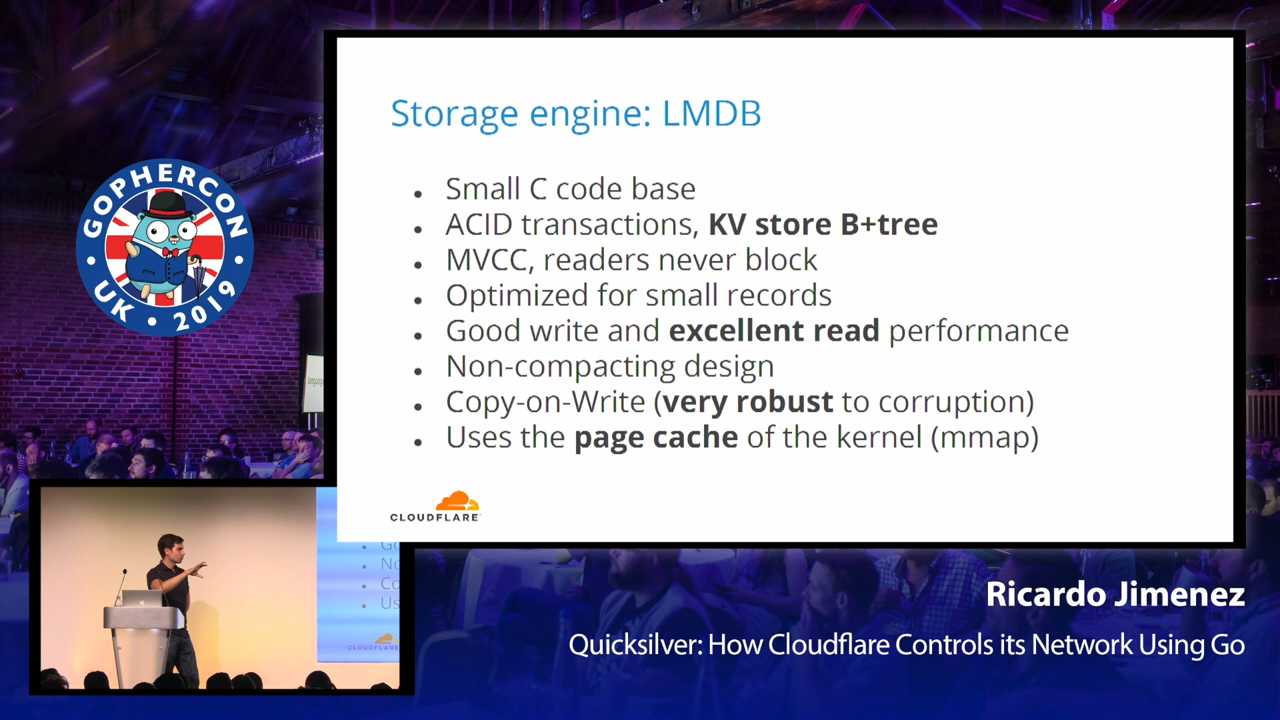 Storage engine: LMDB
• Small C code base
• ACID transactions, KV store B+tree
• MVCC, readers never block
• Optimized for small records
• Good write and excellent read performance
• Non-compacting design
• Copy-on-Write (very robust to corruption)
• Uses the page cache of the kernel (mmap)
CLOUDFLARE
GOPHERCON
UK • 2019
Ricardo Jimenez
Quicksilver: How Cloudflare Controls its Network Using Go